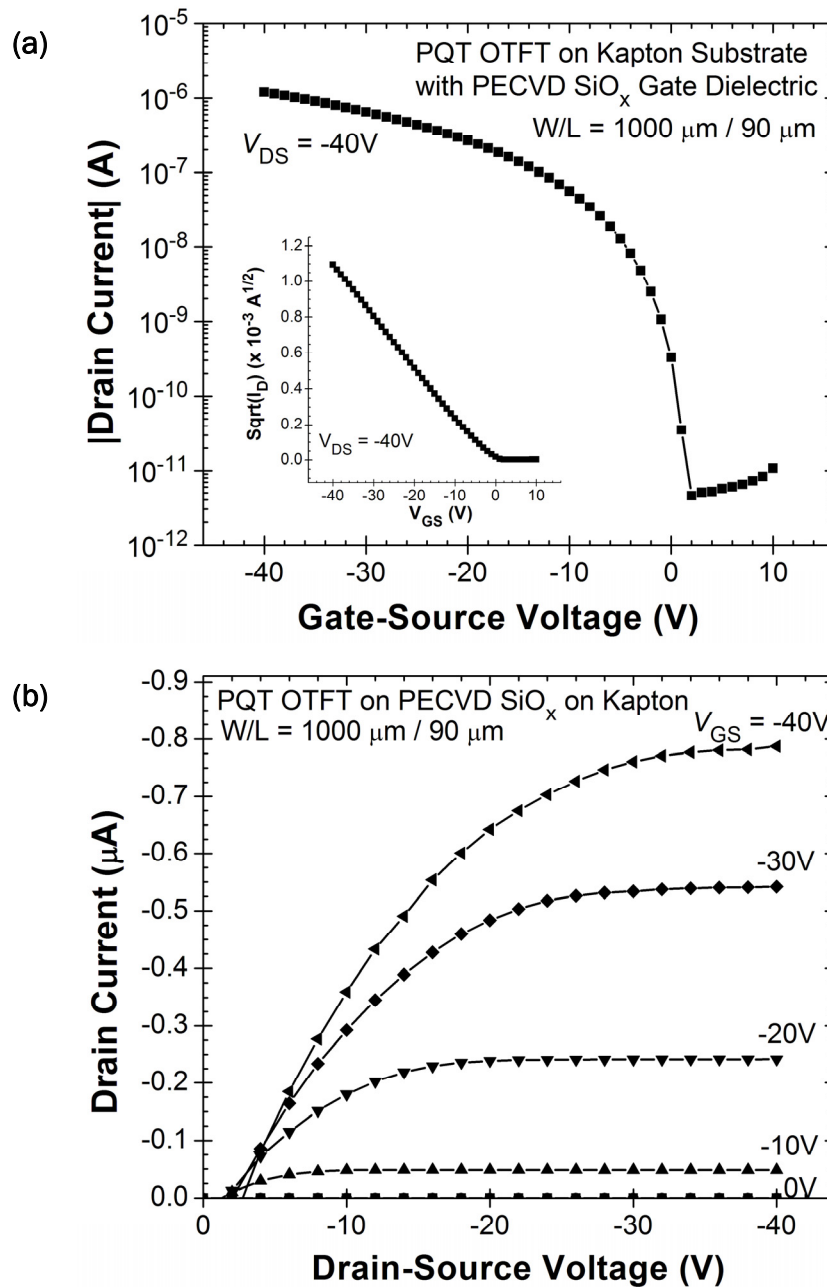 (a)
10⁻⁵
10⁻⁶
10⁻⁷
10⁻⁸
10⁻⁹
10⁻¹⁰
10⁻¹¹
10⁻¹²
|Drain Current| (A)
PQT OTFT on Kapton Substrate
with PECVD SiOₓ Gate Dielectric
W/L = 1000 μm / 90 μm
V_DS = -40V
1.2
1.0
0.8
0.6
0.4
0.2
0.0
Sqrt(I_D) (x 10⁻³ A^1/2)
V_DS = -40V
-40 -30 -20 -10 0 10
V_GS (V)
-40 -30 -20 -10 0 10
Gate-Source Voltage (V)
(b)
-0.9
-0.8
-0.7
-0.6
-0.5
-0.4
-0.3
-0.2
-0.1
0.0
Drain Current (μA)
PQT OTFT on PECVD SiOₓ on Kapton
W/L = 1000 μm / 90 μm
V_GS = -40V
-30V
-20V
-10V
0V
0 -10 -20 -30 -40
Drain-Source Voltage (V)